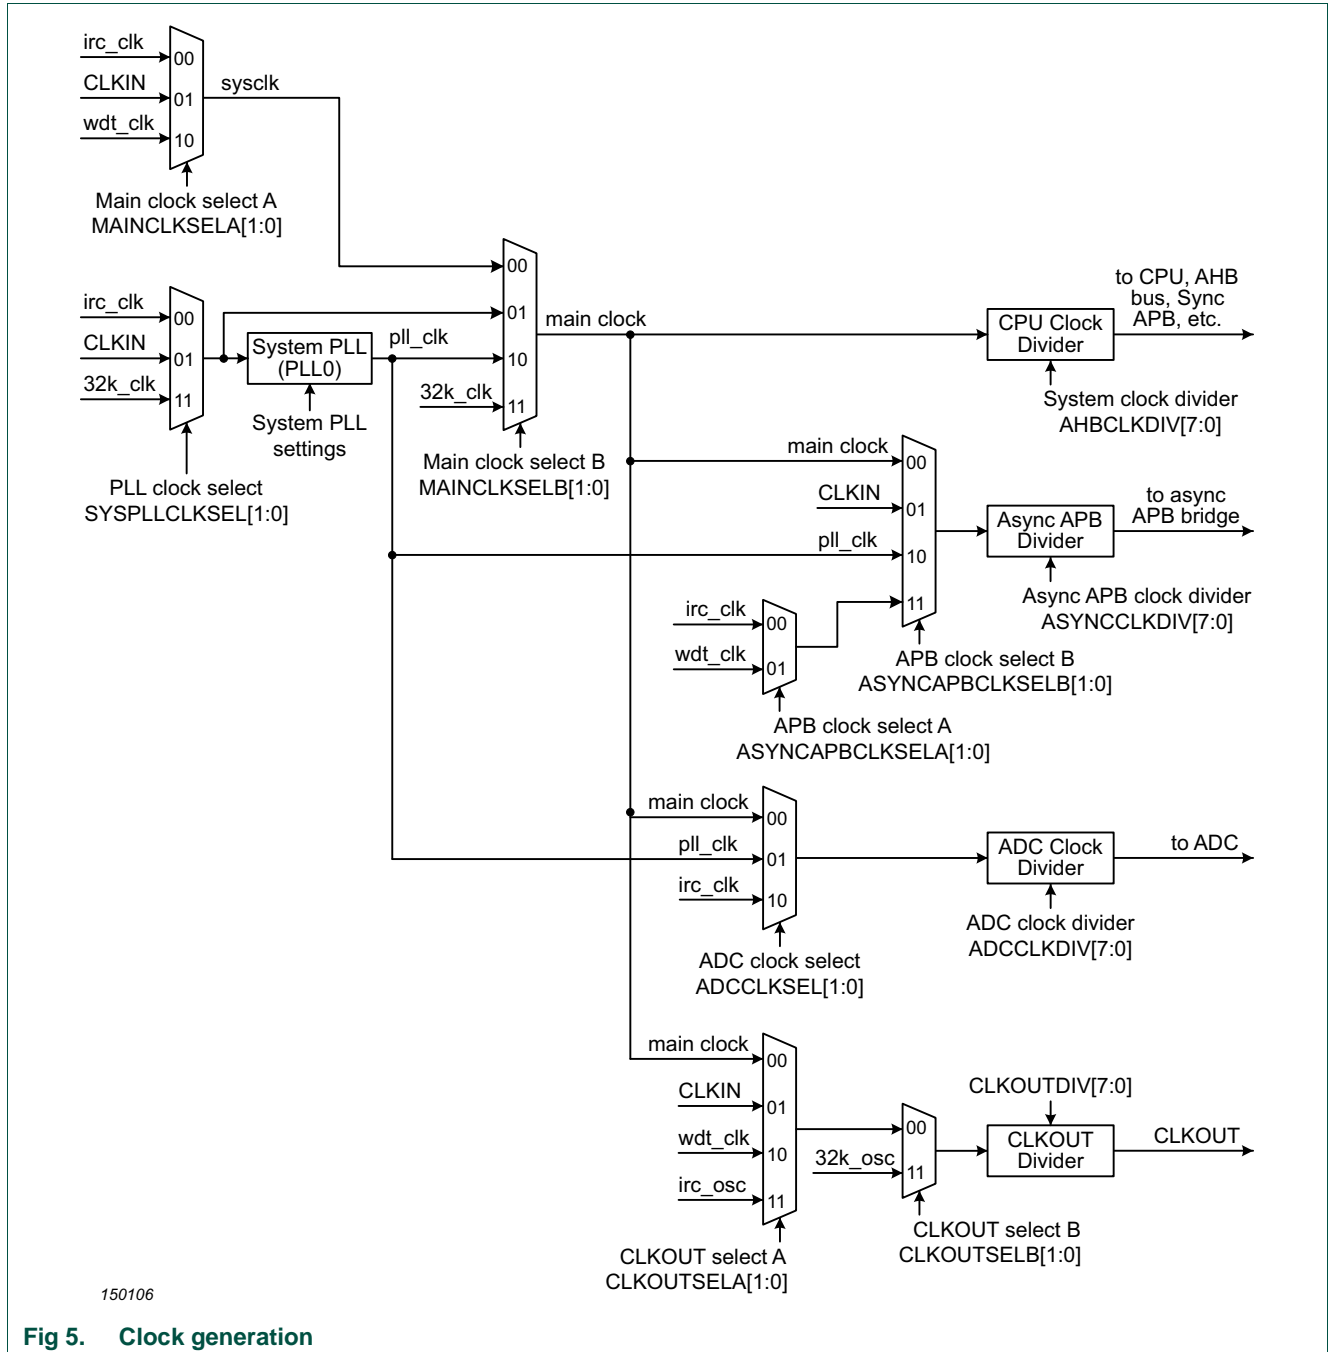 irc_clk
00
CLKIN
01
sysclk
wdt_clk
10
Main clock select A
MAINCLKSELA[1:0]
irc_clk
00
CLKIN
01
32k_clk
11
PLL clock select
SYSPLLCLKSEL[1:0]
System PLL
(PLL0)
System PLL
settings
pll_clk
00
01
10
32k_clk
11
Main clock select B
MAINCLKSELB[1:0]
main clock
CPU Clock
Divider
to CPU, AHB
bus, Sync
APB, etc.
System clock divider
AHBCLKDIV[7:0]
main clock
00
CLKIN
01
pll_clk
10
11
irc_clk
00
wdt_clk
01
APB clock select B
ASYNCAPBCLKSELB[1:0]
APB clock select A
ASYNCAPBCLKSELA[1:0]
Async APB
Divider
to async
APB bridge
Async APB clock divider
ASYNCCLKDIV[7:0]
main clock
00
pll_clk
01
irc_clk
10
ADC clock select
ADCCLKSEL[1:0]
ADC Clock
Divider
to ADC
ADC clock divider
ADCCLKDIV[7:0]
main clock
00
CLKIN
01
wdt_clk
10
irc_osc
11
CLKOUT select A
CLKOUTSELA[1:0]
00
32k_osc
11
CLKOUT select B
CLKOUTSELB[1:0]
CLKOUTDIV[7:0]
CLKOUT
Divider
CLKOUT
150106
Fig 5. Clock generation